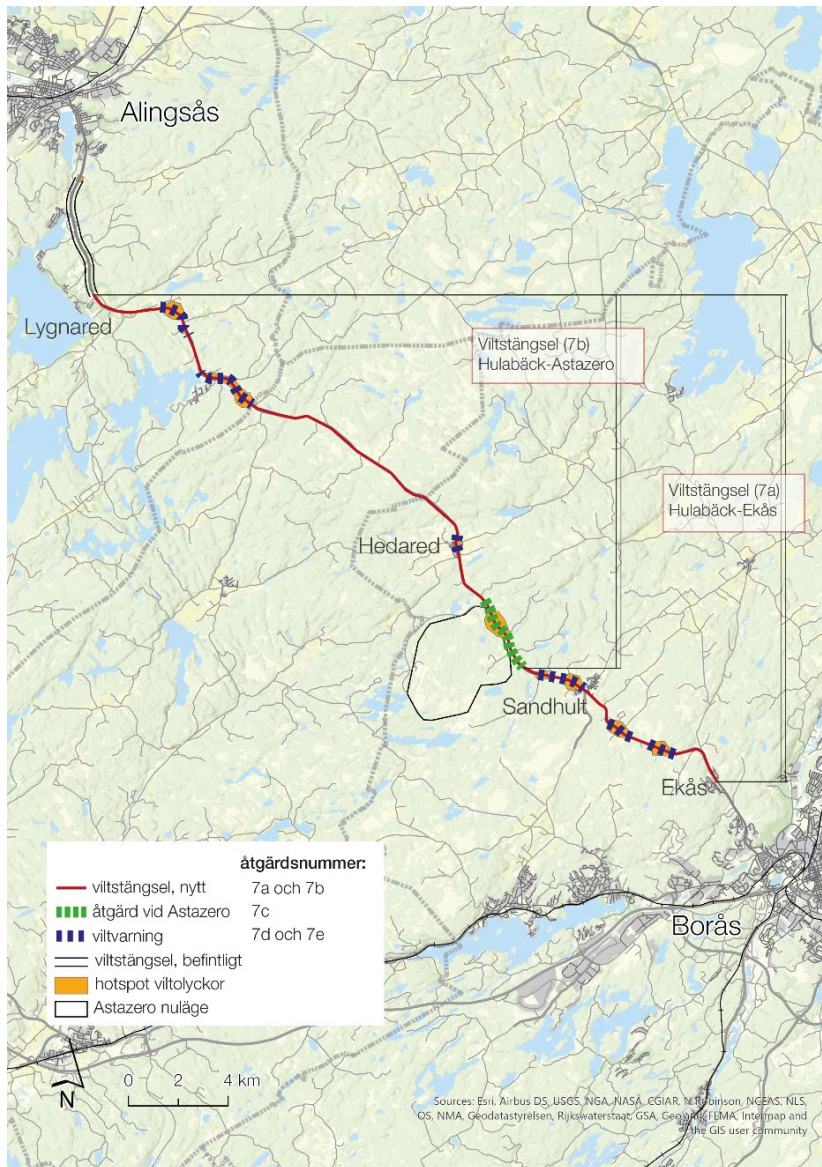 Alingsås
Lygnared
Viltstängsel (7b)
Hulabäck-Astazero
Viltstängsel (7a)
Hulabäck-Ekås
Hedared
Sandhult
Ekås
åtgärdsnummer:
viltstängsel, nytt 7a och 7b
åtgärd vid Astazero 7c
viltvarning 7d och 7e
viltstängsel, befintligt
hotspot viltolyckor
Astazero nuläge
Borås
N
0 2 4 km
Sources: Esri, Airbus DS, USGS, NGA, NASA, CGIAR, N Robinson, NCEAS, NLS,
OS, NMA, Geodatastyrelsen, Rijkswaterstaat, GSA, Geoland, FEMA, Intermap and
the GIS user community